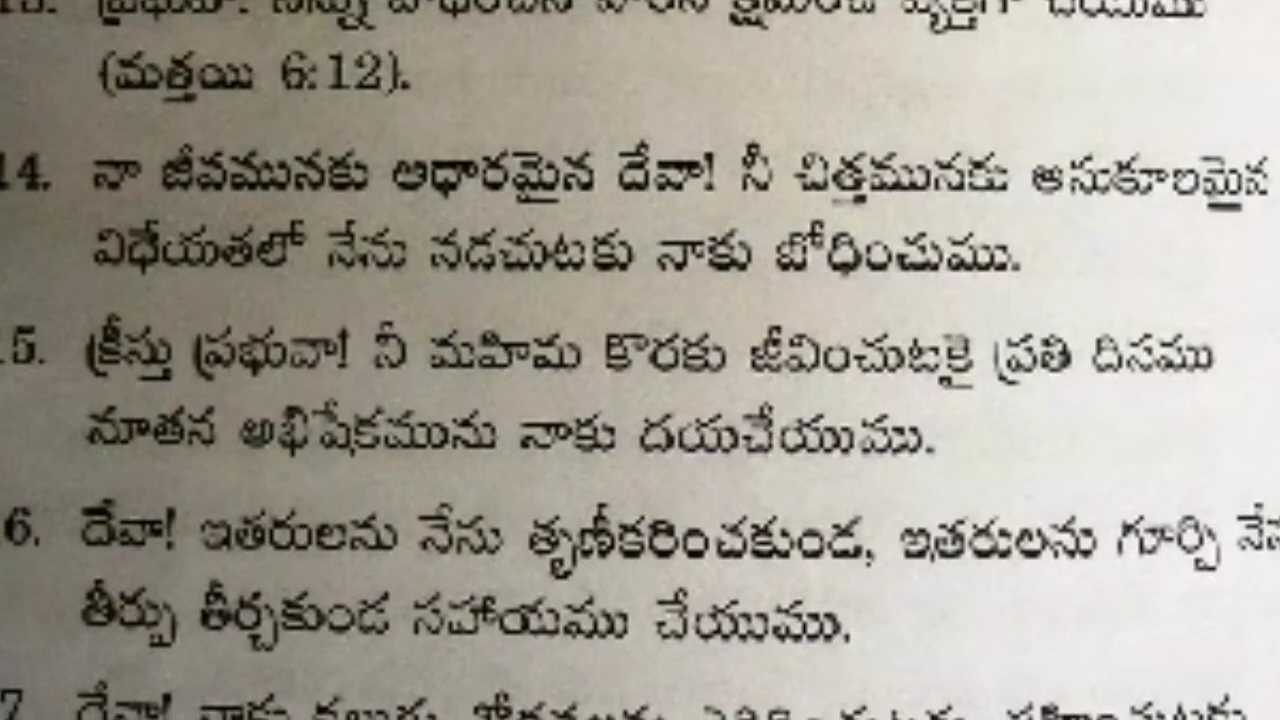 (మత్తయి 6:12).
14. నా జీవమునకు ఆధారమైన దేవా! నీ చిత్తమునకు అనుకూలమైన
విధేయతలో నేను నడచుటకు నాకు బోధించుము.
15. క్రీస్తు ప్రభువా! నీ మహిమ కొరకు జీవించుటకై ప్రతి దినము
నూతన అభిషేకమును నాకు దయచేయుము.
6. దేవా! ఇతరులను నేను తృణీకరించకుండ, ఇతరులను గూర్చి
తీర్పు తీర్చకుండ సహాయము చేయుము.
7. దేవా! నాకు